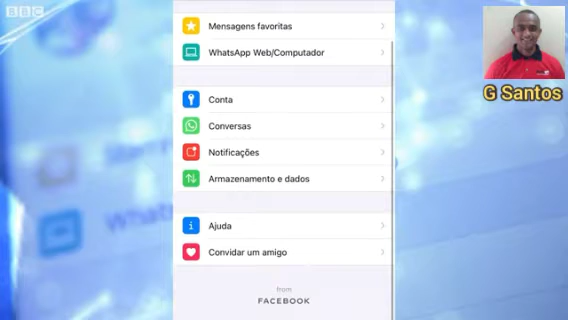 BBC
Mensagens favoritas
WhatsApp Web/Computador
Conta
Conversas
Notificações
Armazenamento e dados
Ajuda
Convidar um amigo
from
FACEBOOK
G Santos